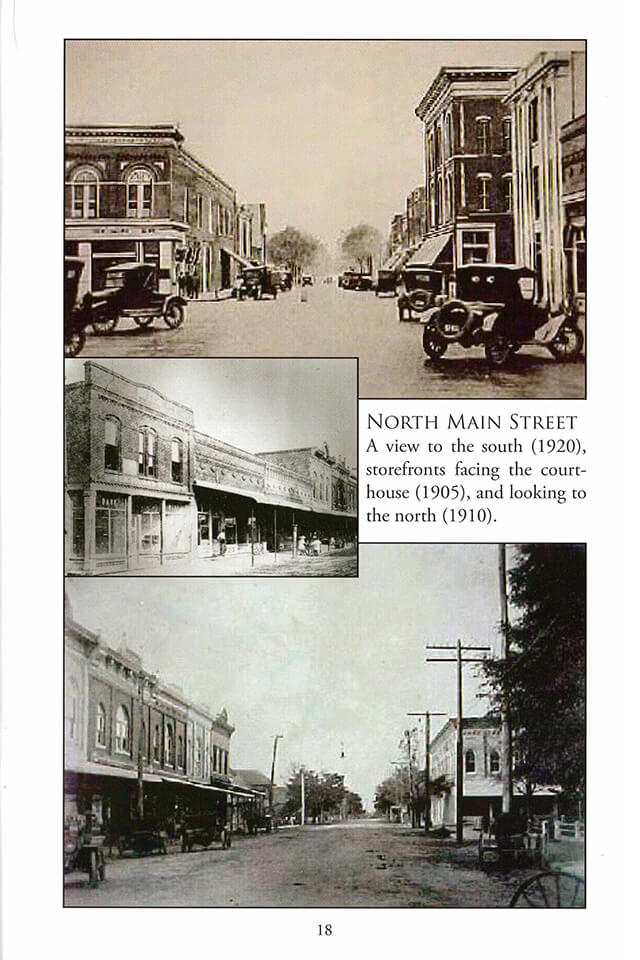 NORTH MAIN STREET
A view to the south (1920),
storefronts facing the court-
house (1905), and looking to
the north (1910).
BANK
18